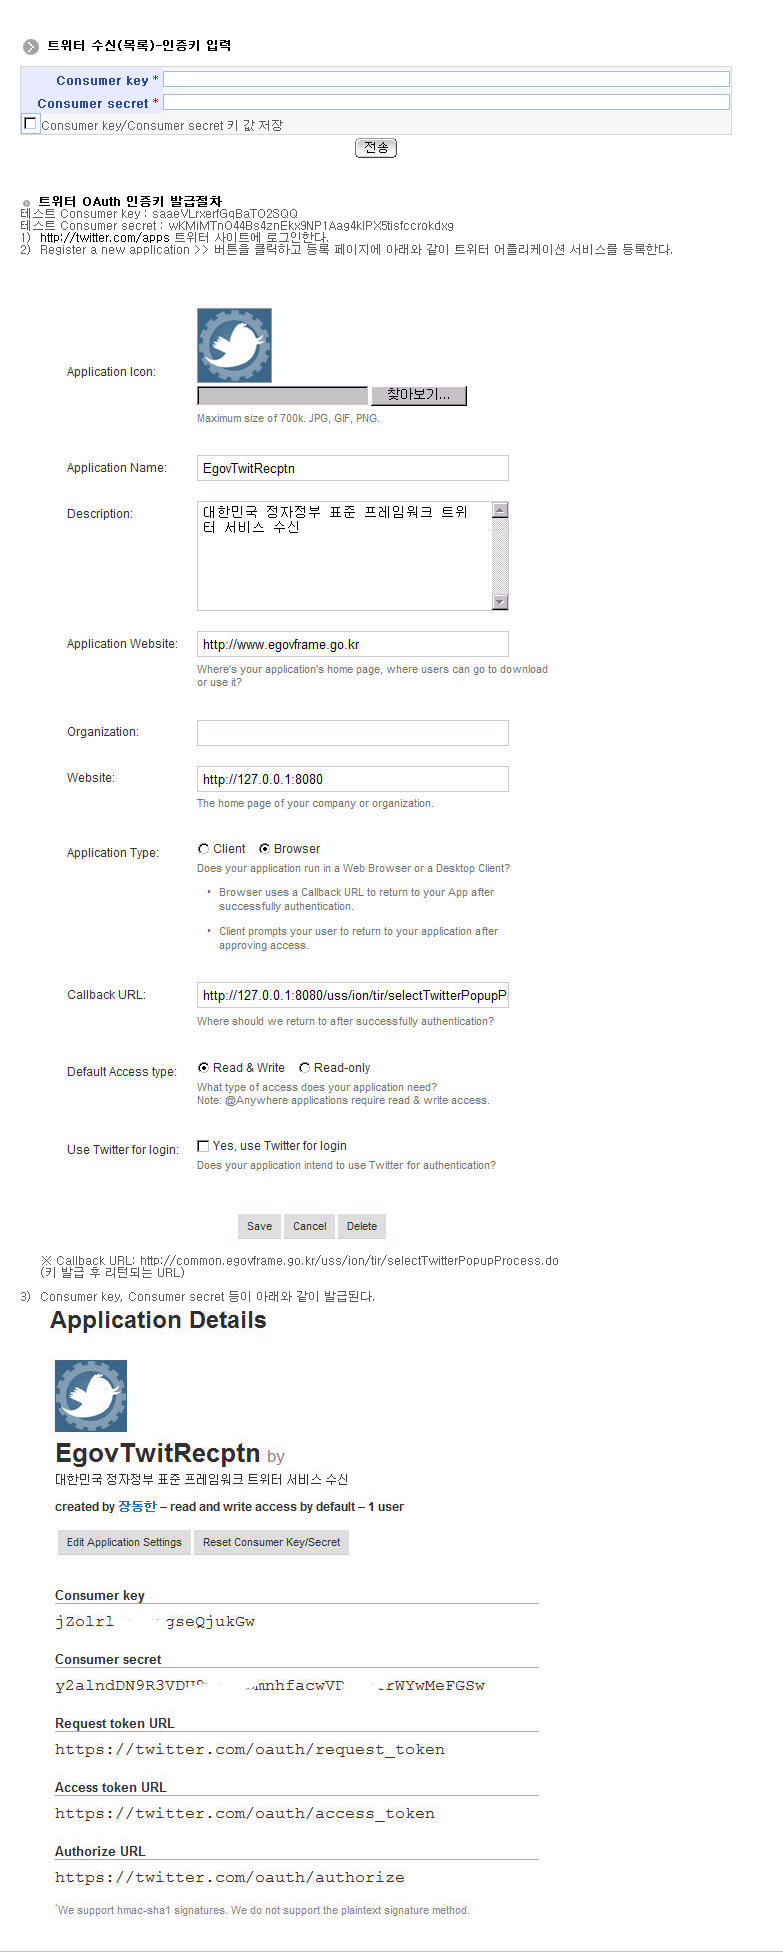 트위터 수신(목록)-인증키 입력
Consumer key *
Consumer secret *
Consumer key/Consumer secret 키 값 저장
전송
트위터 OAuth 인증키 발급절차
테스트 Consumer key : saaeVLrxerfGqBaTO2SQQ
테스트 Consumer secret : wKMiMTnO44Bs4znEkx9NP1Aag4kIPX5tisfccrokdxg
1) http://twitter.com/apps 트위터 사이트에 로그인한다.
2) Register a new application >> 버튼을 클릭하고 등록 페이지에 아래와 같이 트위터 어플리케이션 서비스를 등록한다.
Application Icon:
찾아보기...
Maximum size of 700k. JPG, GIF, PNG.
Application Name: EgovTwitRecptn
Description: 대한민국 정자정부 표준 프레임워크 트위
터 서비스 수신
Application Website: http://www.egovframe.go.kr
Where's your application's home page, where users can go to download
or use it?
Organization:
Website: http://127.0.0.1:8080
The home page of your company or organization.
Application Type: Client Browser
Does your application run in a Web Browser or a Desktop Client?
• Browser uses a Callback URL to return to your App after
successfully authentication.
• Client prompts your user to return to your application after
approving access.
Callback URL: http://127.0.0.1:8080/uss/ion/tir/selectTwitterPopupP
Where should we return to after successfully authentication?
Default Access type: Read & Write Read-only
What type of access does your application need?
Note: @Anywhere applications require read & write access.
Use Twitter for login: Yes, use Twitter for login
Does your application intend to use Twitter for authentication?
Save Cancel Delete
※ Callback URL: http://common.egovframe.go.kr/uss/ion/tir/selectTwitterPopupProcess.do
(키 발급 후 리턴되는 URL)
3) Consumer key, Consumer secret 등이 아래와 같이 발급된다.
Application Details
EgovTwitRecptn by
대한민국 정자정부 표준 프레임워크 트위터 서비스 수신
created by 장동한 – read and write access by default – 1 user
Edit Application Settings Reset Consumer Key/Secret
Consumer key
jZolrl gseQjukGw
Consumer secret
y2alndDN9R3VD mnhfacwV rWYwMeFGSw
Request token URL
https://twitter.com/oauth/request_token
Access token URL
https://twitter.com/oauth/access_token
Authorize URL
https://twitter.com/oauth/authorize
*We support hmac-sha1 signatures. We do not support the plaintext signature method.